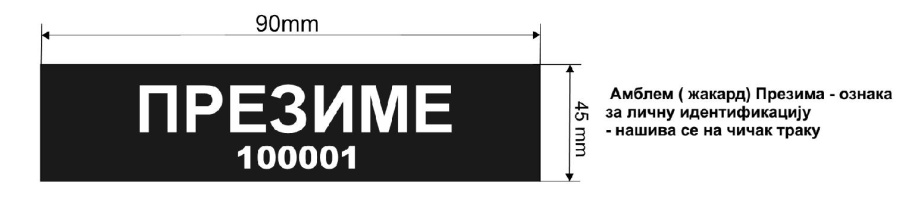 90mm
ПРЕЗИМЕ
100001
45 mm
Амблем ( жакард) Презима - ознака
за личну идентификацију
- нашива се на чичак траку